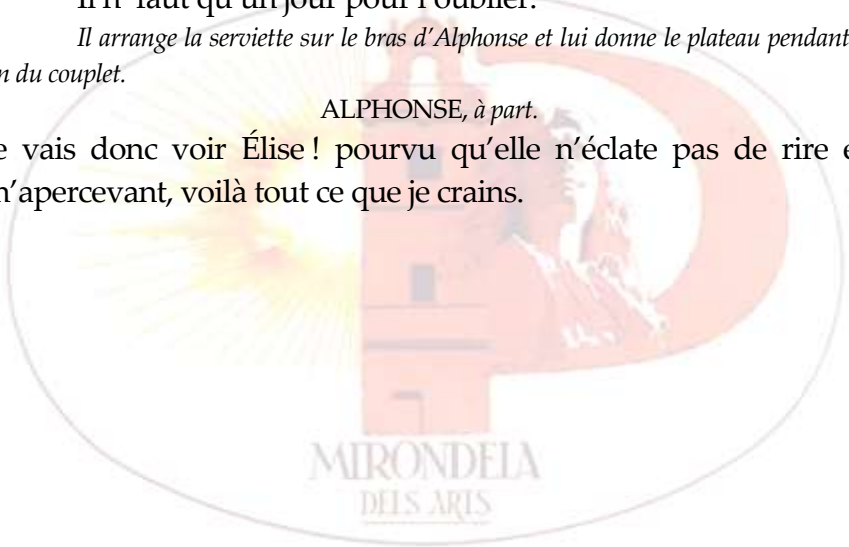 Il n' faut qu'un jour pour l'oublier.
Il arrange la serviette sur le bras d'Alphonse et lui donne le plateau pendant
n du couplet.
ALPHONSE, à part.
e vais donc voir Élise ! pourvu qu'elle n'éclate pas de rire e
n'apercevant, voilà tout ce que je crains.
MIRONDELA
DELS ARTS